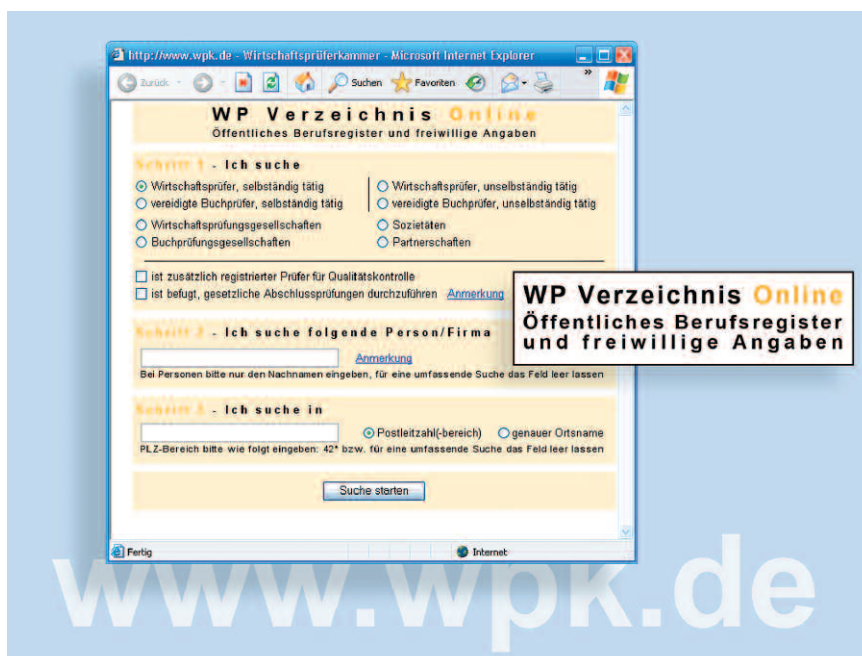 http://www.wpk.de - Wirtschaftsprüferkammer - Microsoft Internet Explorer
Zurück Suchen Favoriten »
WP Verzeichnis Online
Öffentliches Berufsregister und freiwillige Angaben
Schritt 1 - Ich suche
Wirtschaftsprüfer, selbständig tätig Wirtschaftsprüfer, unselbständig tätig
vereidigte Buchprüfer, selbständig tätig vereidigte Buchprüfer, unselbständig tätig
Wirtschaftsprüfungsgesellschaften Sozietäten
Buchprüfungsgesellschaften Partnerschaften
ist zusätzlich registrierter Prüfer für Qualitätskontrolle
ist befugt, gesetzliche Abschlussprüfungen durchzuführen Anmerkung
WP Verzeichnis Online
Öffentliches Berufsregister
und freiwillige Angaben
Schritt 2 - Ich suche folgende Person/Firma
Anmerkung
Bei Personen bitte nur den Nachnamen eingeben, für eine umfassende Suche das Feld leer lassen
Schritt 3 - Ich suche in
Postleitzahl(-bereich) genauer Ortsname
PLZ-Bereich bitte wie folgt eingeben: 42* bzw. für eine umfassende Suche das Feld leer lassen
Suche starten
Fertig Internet
www.wpk.de